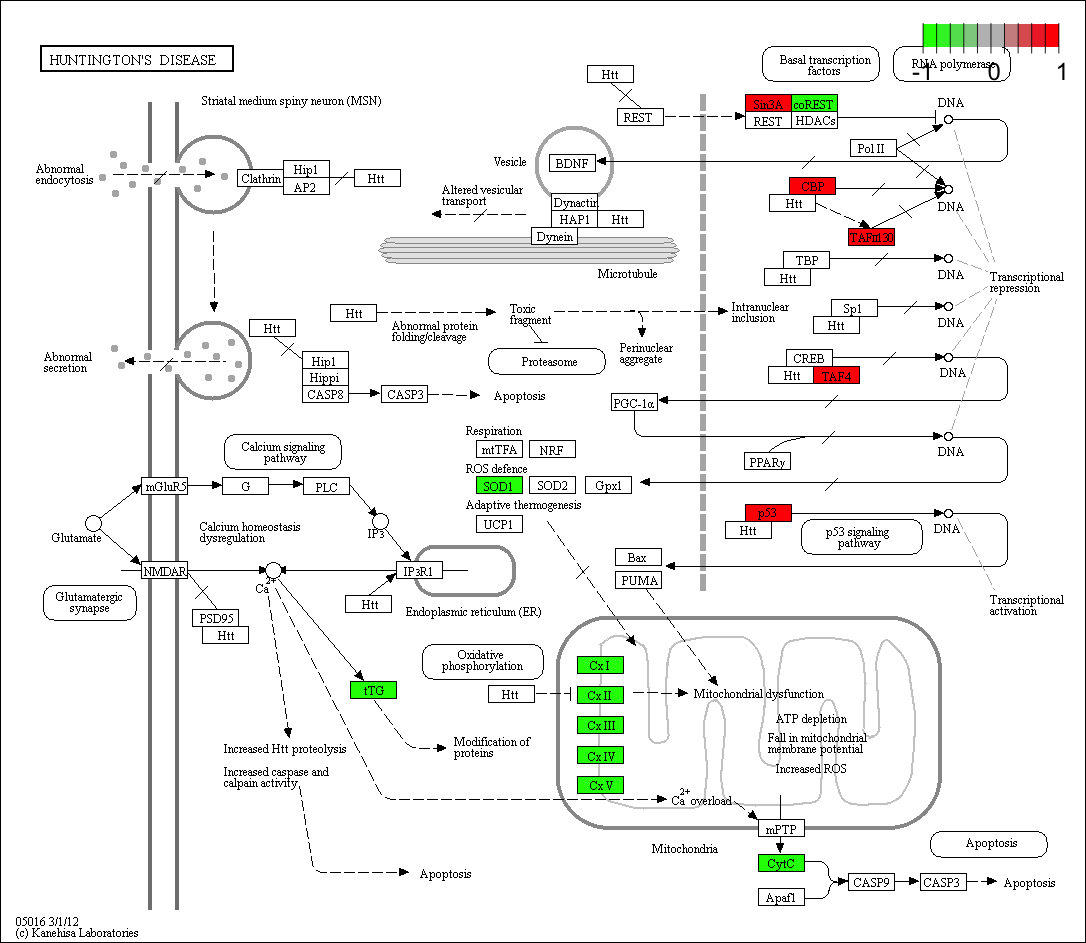 HUNTINGTON'S DISEASE
Striatal medium spiny neuron (MSN)
Basal transcription
factors
RNA polymerase
-1
0
1
Htt
REST
Sin3A
coREST
REST
HDACs
DNA
Pol II
Abnormal
endocytosis
Clathrin
Hip1
AP2
Htt
Vesicle
BDNF
Altered vesicular
transport
Dynactin
HAP1
Htt
Dynein
Microtubule
CBP
Htt
DNA
TBP
Htt
DNA
Transcriptional
repression
Htt
Abnormal protein
folding/cleavage
Toxic
fragment
Intranuclear
inclusion
Perinuclear
aggregate
Proteasome
Sp1
Htt
DNA
Abnormal
secretion
Htt
Hip1
Hippi
CASP8
CASP3
Apoptosis
CREB
Htt
TAF4
DNA
PGC-1α
PPARγ
DNA
Respiration
mtTFA
NRF
ROS defence
SOD1
SOD2
Gpx1
Adaptive thermogenesis
UCP1
Calcium signaling
pathway
mGluR5
G
PLC
IP3
Glutamate
Calcium homeostasis
dysregulation
NMDAR
Ca2+
IP3R1
Htt
Endoplasmic reticulum (ER)
Glutamatergic
synapse
PSD95
Htt
p53
Htt
DNA
p53 signaling
pathway
Bax
PUMA
Transcriptional
activation
Oxidative
phosphorylation
Htt
Cx I
Cx II
Cx III
Cx IV
Cx V
Mitochondrial dysfunction
ATP depletion
Fall in mitochondrial
membrane potential
Increased ROS
tTG
Modification of
proteins
Increased Htt proteolysis
Increased caspase and
calpain activity
Ca2+ overload
mPTP
Mitochondria
CytC
Apaf1
CASP9
CASP3
Apoptosis
Apoptosis
Apoptosis
05016 3/1/12
(c) Kanehisa Laboratories